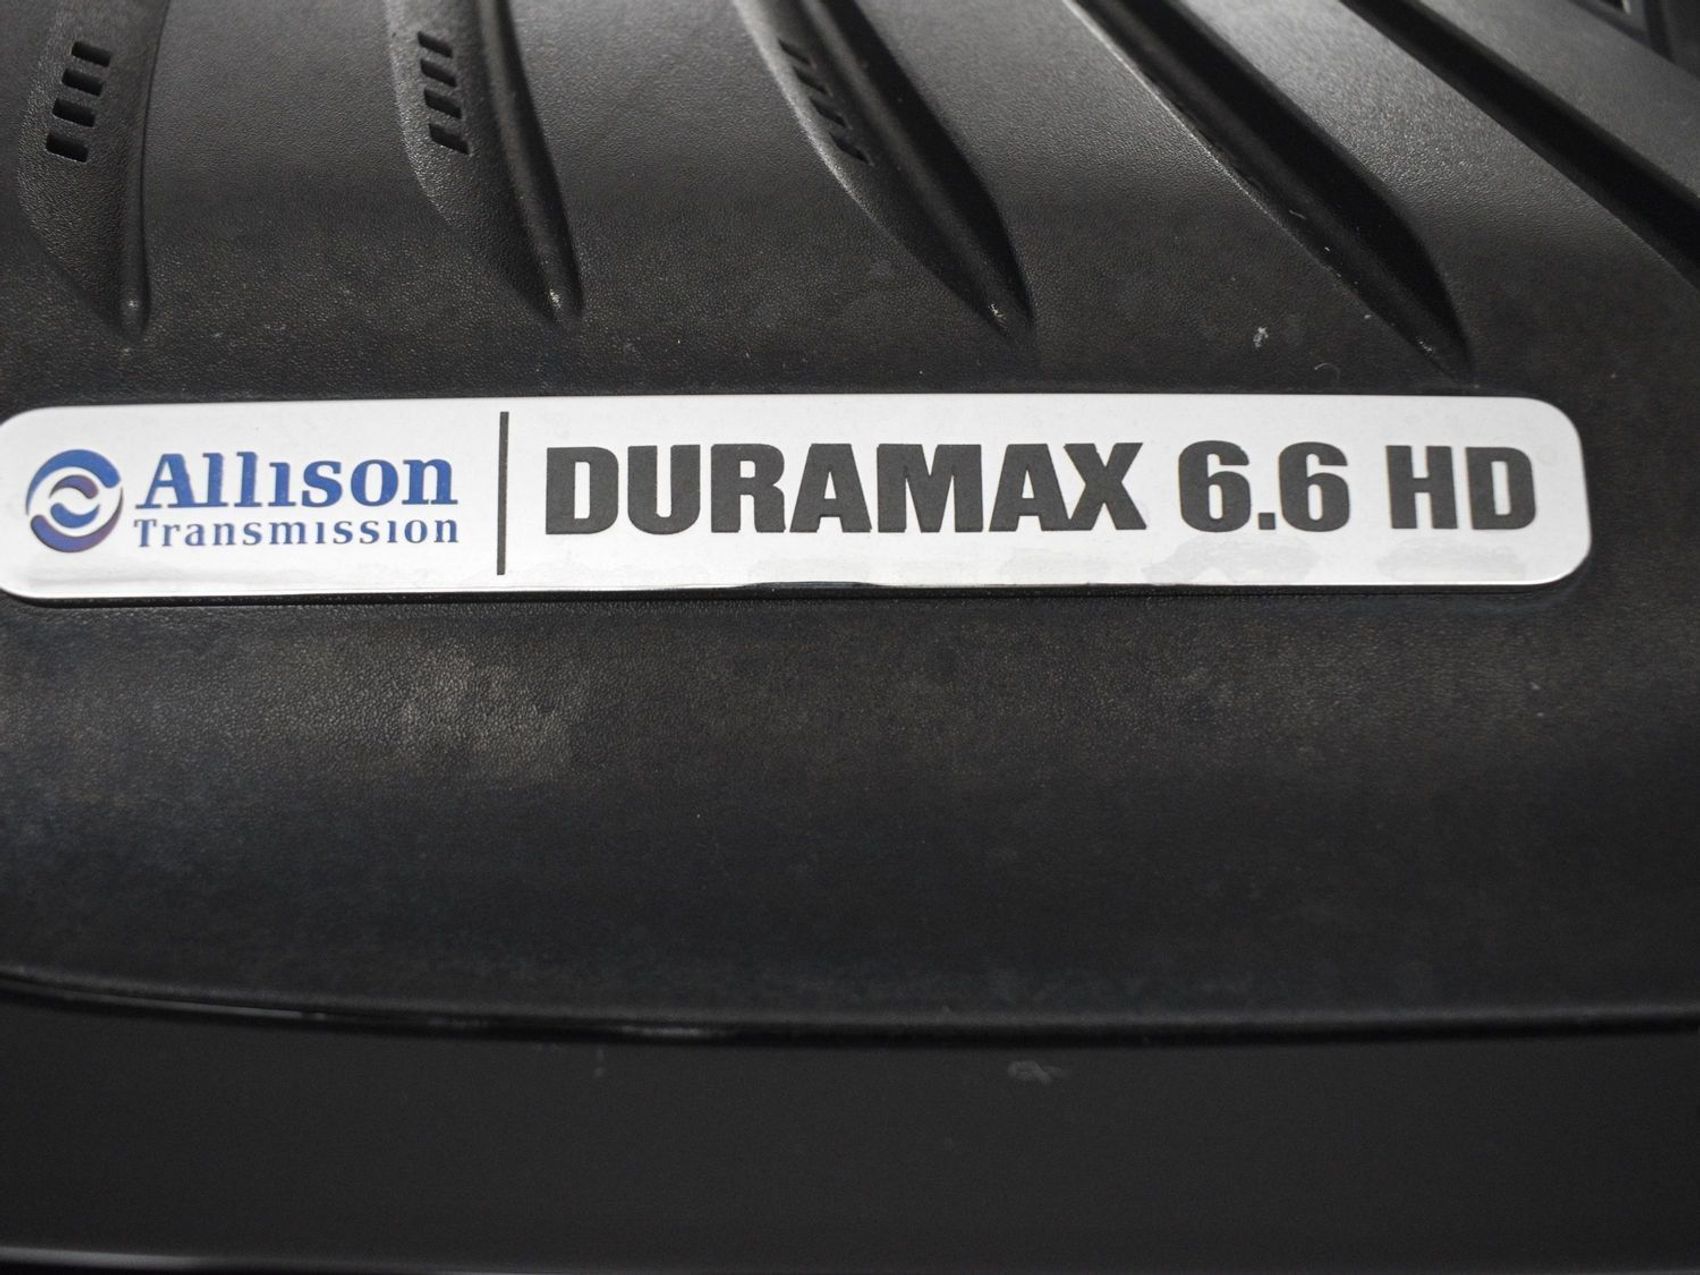 Allison
Transmission
DURAMAX 6.6 HD